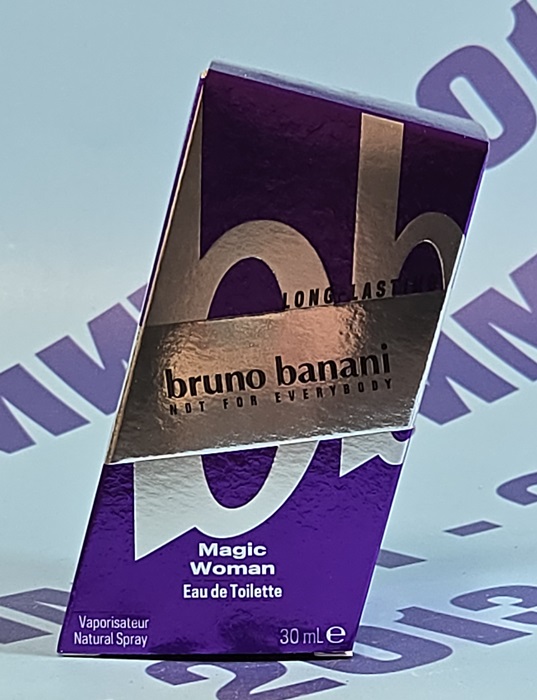 LONG LASTING
bruno banani
NOT FOR EVERYBODY
Magic
Woman
Eau de Toilette
Vaporisateur
Natural Spray
30 mL e